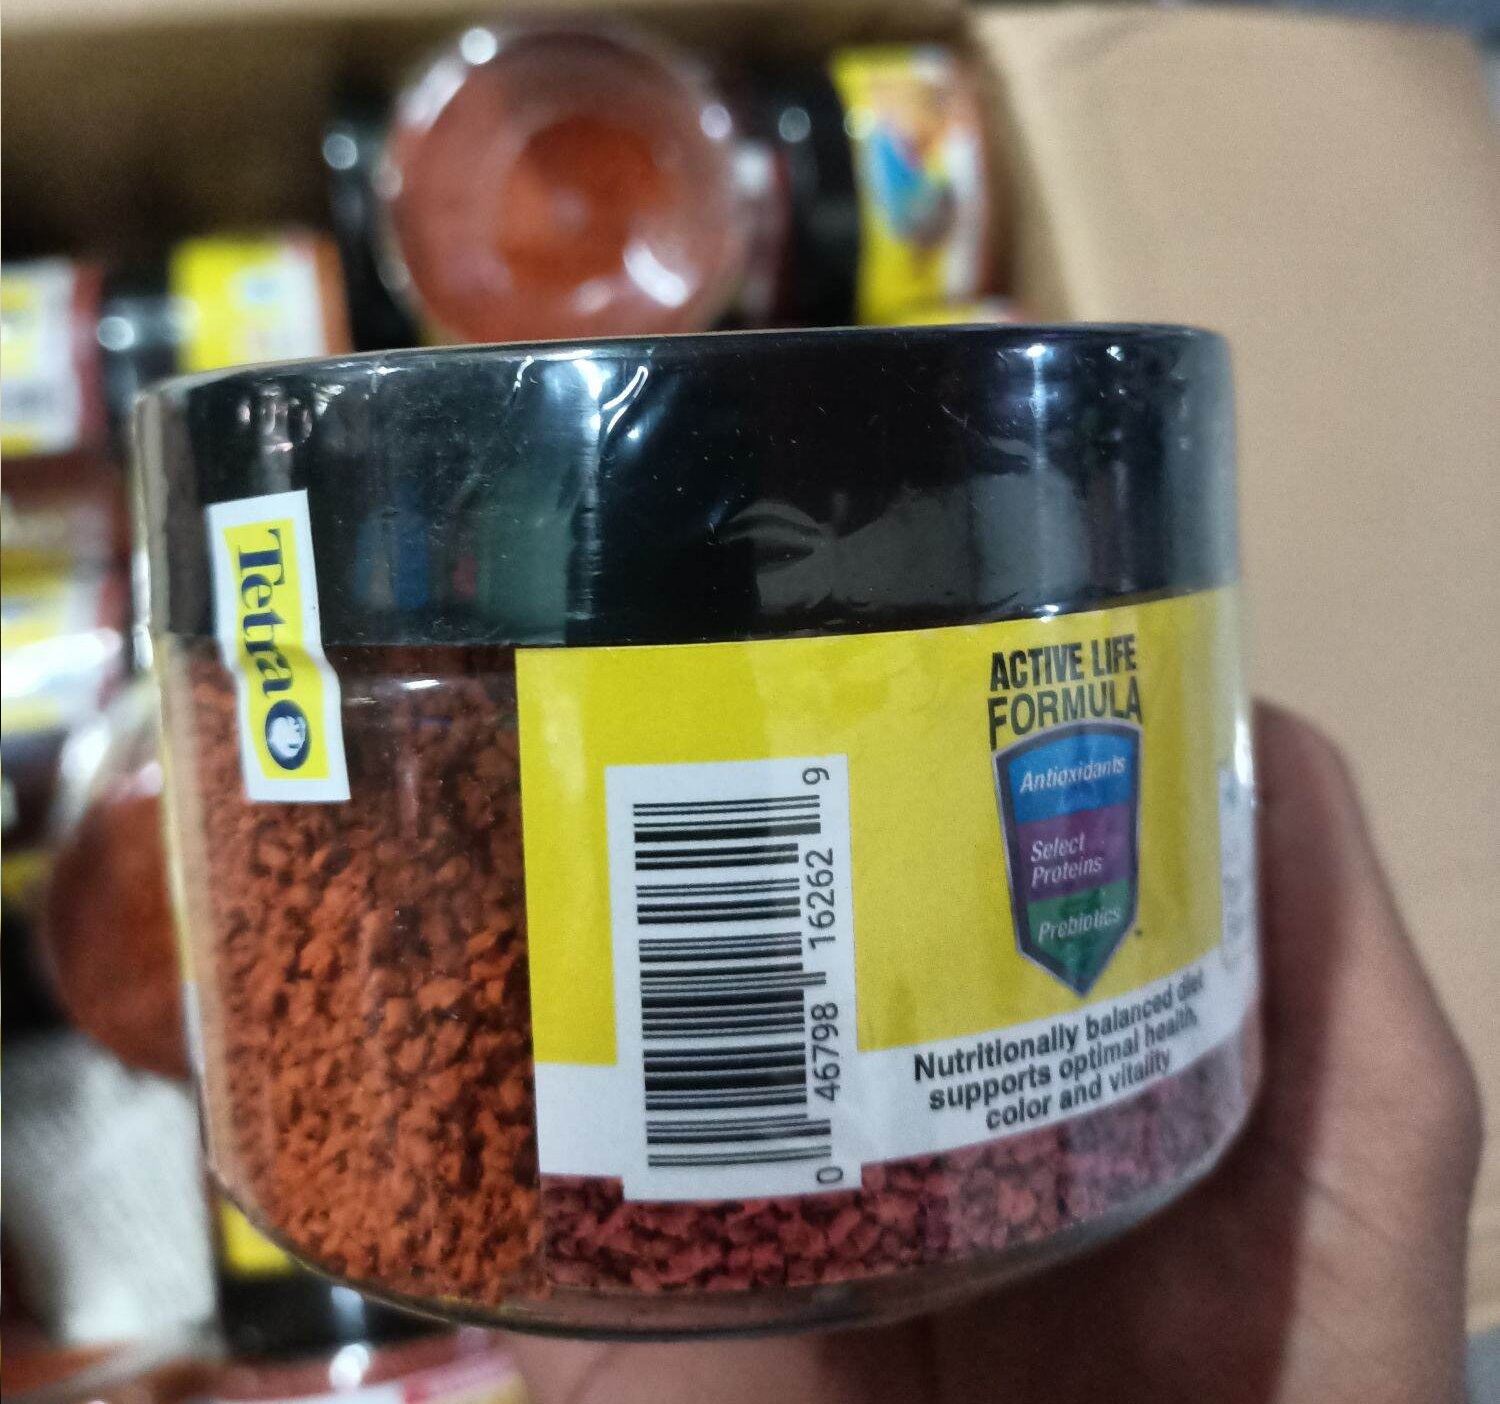 Tetra
ACTIVE LIFE
FORMULA
Antioxidants
Select
Proteins
Prebiotics
™
Nutritionally balanced diet
supports optimal health,
color and vitality
0 46798 16262 9